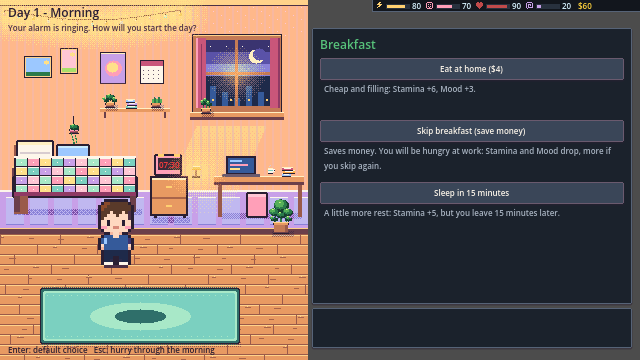 Day 1 - Morning
Your alarm is ringing. How will you start the day?
80 70 90 20 $60
07:30
Breakfast
Eat at home ($4)
Cheap and filling: Stamina +6, Mood +3.
Skip breakfast (save money)
Saves money. You will be hungry at work: Stamina and Mood drop, more if
you skip again.
Sleep in 15 minutes
A little more rest: Stamina +5, but you leave 15 minutes later.
Enter: default choice Esc: hurry through the morning